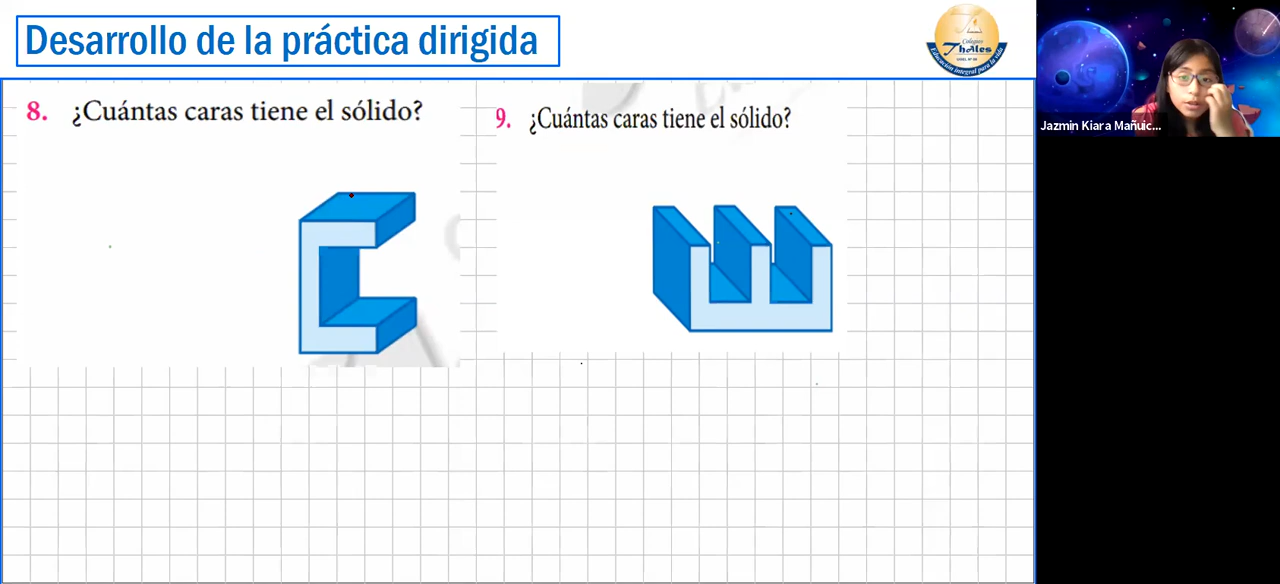 Desarrollo de la práctica dirigida
Colegio
Thales
Educación integral para la vida
8. ¿Cuántas caras tiene el sólido?
9. ¿Cuántas caras tiene el sólido?
Jazmin Kiara Mañuic...